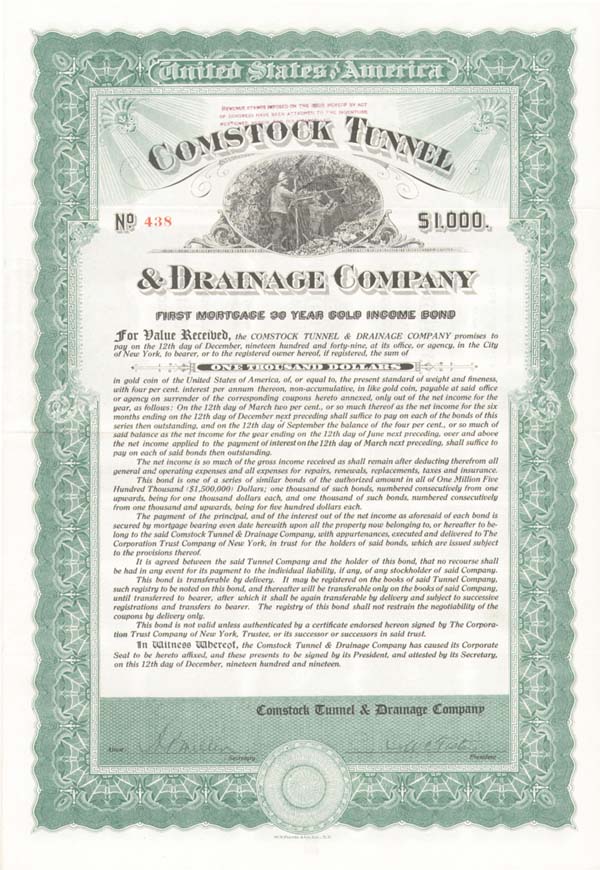 United States of America
REVENUE STAMPS IMPOSED ON THE ISSUE HEREOF BY ACT
OF CONGRESS HAVE BEEN ATTACHED TO THE INDENTURE
COMSTOCK TUNNEL
No 438
$1,000.
& DRAINAGE COMPANY
FIRST MORTGAGE 30 YEAR GOLD INCOME BOND
For Value Received, the COMSTOCK TUNNEL & DRAINAGE COMPANY promises to
pay on the 12th day of December, nineteen hundred and forty-nine, at its office, or agency, in the City
of New York, to bearer, or to the registered owner hereof, if registered, the sum of
ONE THOUSAND DOLLARS
in gold coin of the United States of America, of, or equal to, the present standard of weight and fineness,
with four per cent. interest per annum thereon, non-accumulative, in like gold coin, payable at said office
or agency on surrender of the corresponding coupons hereto annexed, only out of the net income for the
year, as follows: On the 12th day of March two per cent., or so much thereof as the net income for the six
months ending on the 12th day of December next preceding shall suffice to pay on each of the bonds of this
series then outstanding, and on the 12th day of September the balance of the four per cent., or so much of
said balance as the net income for the year ending on the 12th day of June next preceding, over and above
the net income applied to the payment of interest on the 12th day of March next preceding, shall suffice to
pay on each of said bonds then outstanding.
The net income is so much of the gross income received as shall remain after deducting therefrom all
general and operating expenses and all expenses for repairs, renewals, replacements, taxes and insurance.
This bond is one of a series of similar bonds of the authorized amount in all of One Million Five
Hundred Thousand ($1,500,000) Dollars; one thousand of such bonds, numbered consecutively from one
upwards, being for one thousand dollars each, and one thousand of such bonds, numbered consecutively
from one thousand and upwards, being for five hundred dollars each.
The payment of the principal, and of the interest out of the net income as aforesaid of each bond is
secured by mortgage bearing even date herewith upon all the property now belonging to, or hereafter to be-
long to the said Comstock Tunnel & Drainage Company, with appurtenances, executed and delivered to The
Corporation Trust Company of New York, in trust for the holders of said bonds, which are issued subject
to the provisions thereof.
It is agreed between the said Tunnel Company and the holder of this bond, that no recourse shall
be had in any event for its payment to the individual liability, if any, of any stockholder of said Company.
This bond is transferable by delivery. It may be registered on the books of said Tunnel Company,
such registry to be noted on this bond, and thereafter will be transferable only on the books of said Company,
until transferred to bearer, after which it shall be again transferable by delivery and subject to successive
registrations and transfers to bearer. The registry of this bond shall not restrain the negotiability of the
coupons by delivery only.
This bond is not valid unless authenticated by a certificate endorsed hereon signed by The Corpora-
tion Trust Company of New York, Trustee, or its successor or successors in said trust.
In Witness Whereof, the Comstock Tunnel & Drainage Company has caused its Corporate
Seal to be hereto affixed, and these presents to be signed by its President, and attested by its Secretary,
on this 12th day of December, nineteen hundred and nineteen.
Comstock Tunnel & Drainage Company
Attest
Secretary
President